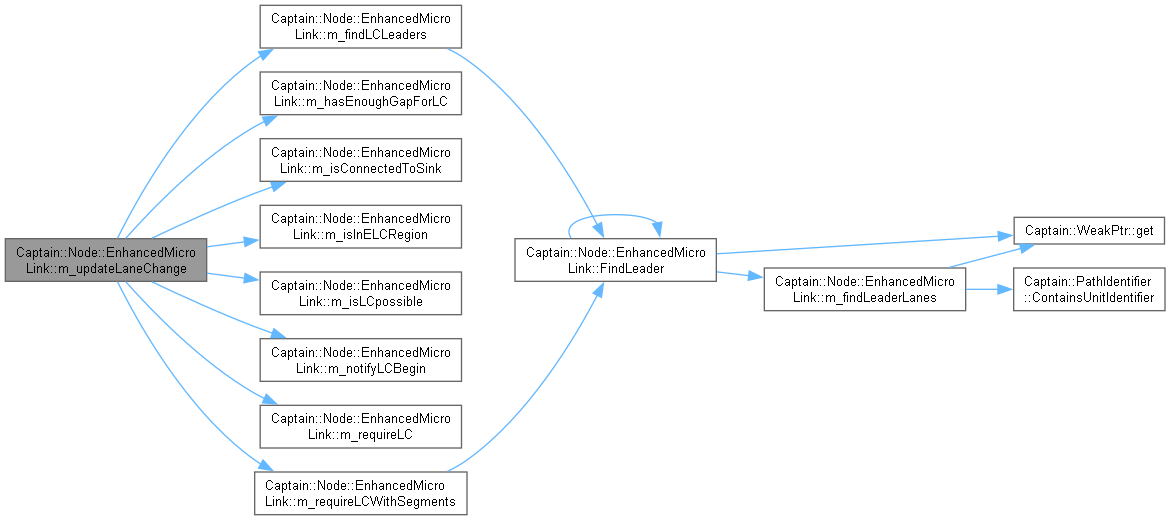 Captain::Node::EnhancedMicro
Link::m_updateLaneChange
Captain::Node::EnhancedMicro
Link::m_findLCLeaders
Captain::Node::EnhancedMicro
Link::m_hasEnoughGapForLC
Captain::Node::EnhancedMicro
Link::m_isConnectedToSink
Captain::Node::EnhancedMicro
Link::m_isInELCRegion
Captain::Node::EnhancedMicro
Link::m_isLCpossible
Captain::Node::EnhancedMicro
Link::m_notifyLCBegin
Captain::Node::EnhancedMicro
Link::m_requireLC
Captain::Node::EnhancedMicro
Link::m_requireLCWithSegments
Captain::Node::EnhancedMicro
Link::FindLeader
Captain::Node::EnhancedMicro
Link::m_findLeaderLanes
Captain::WeakPtr::get
Captain::PathIdentifier
::ContainsUnitIdentifier